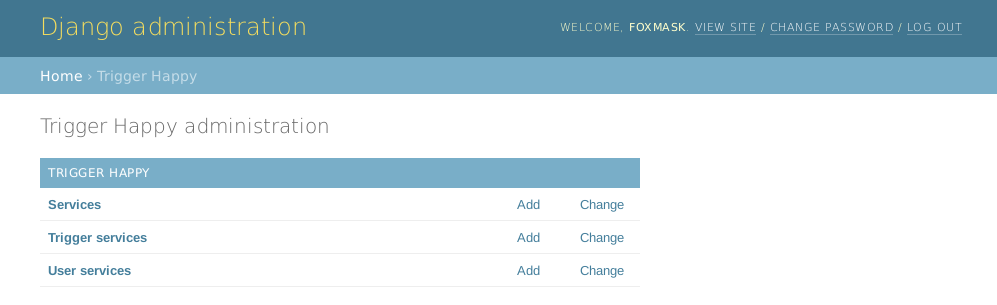 Django administration
WELCOME, FOXMASK. VIEW SITE / CHANGE PASSWORD / LOG OUT
Home › Trigger Happy
Trigger Happy administration
TRIGGER HAPPY
Services Add Change
Trigger services Add Change
User services Add Change